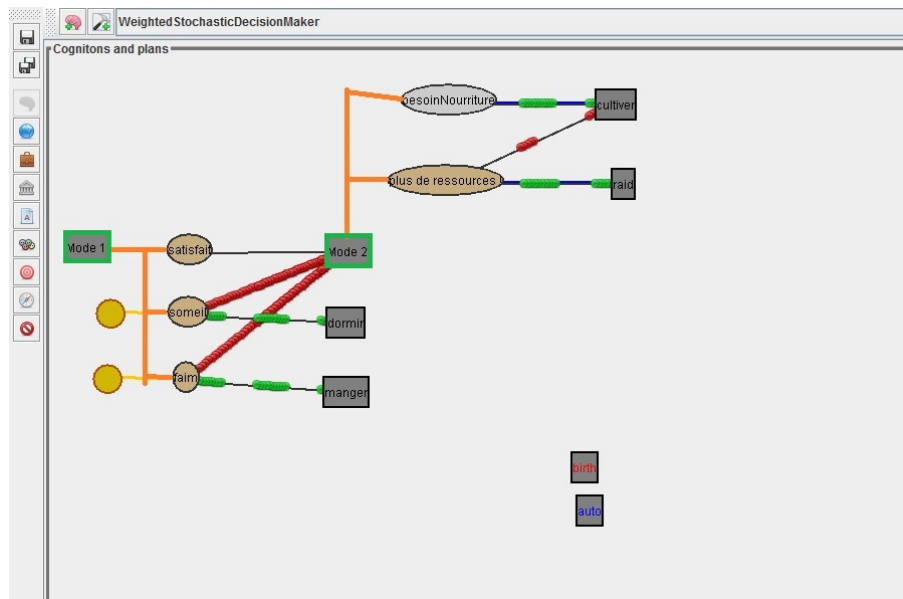 WeightedStochasticDecisionMaker
Cognitons and plans
besoinNourriture
cultiver
plus de ressources
raid
Mode 1
satisfait
Mode 2
someil
dormir
faim
manger
birth
auto